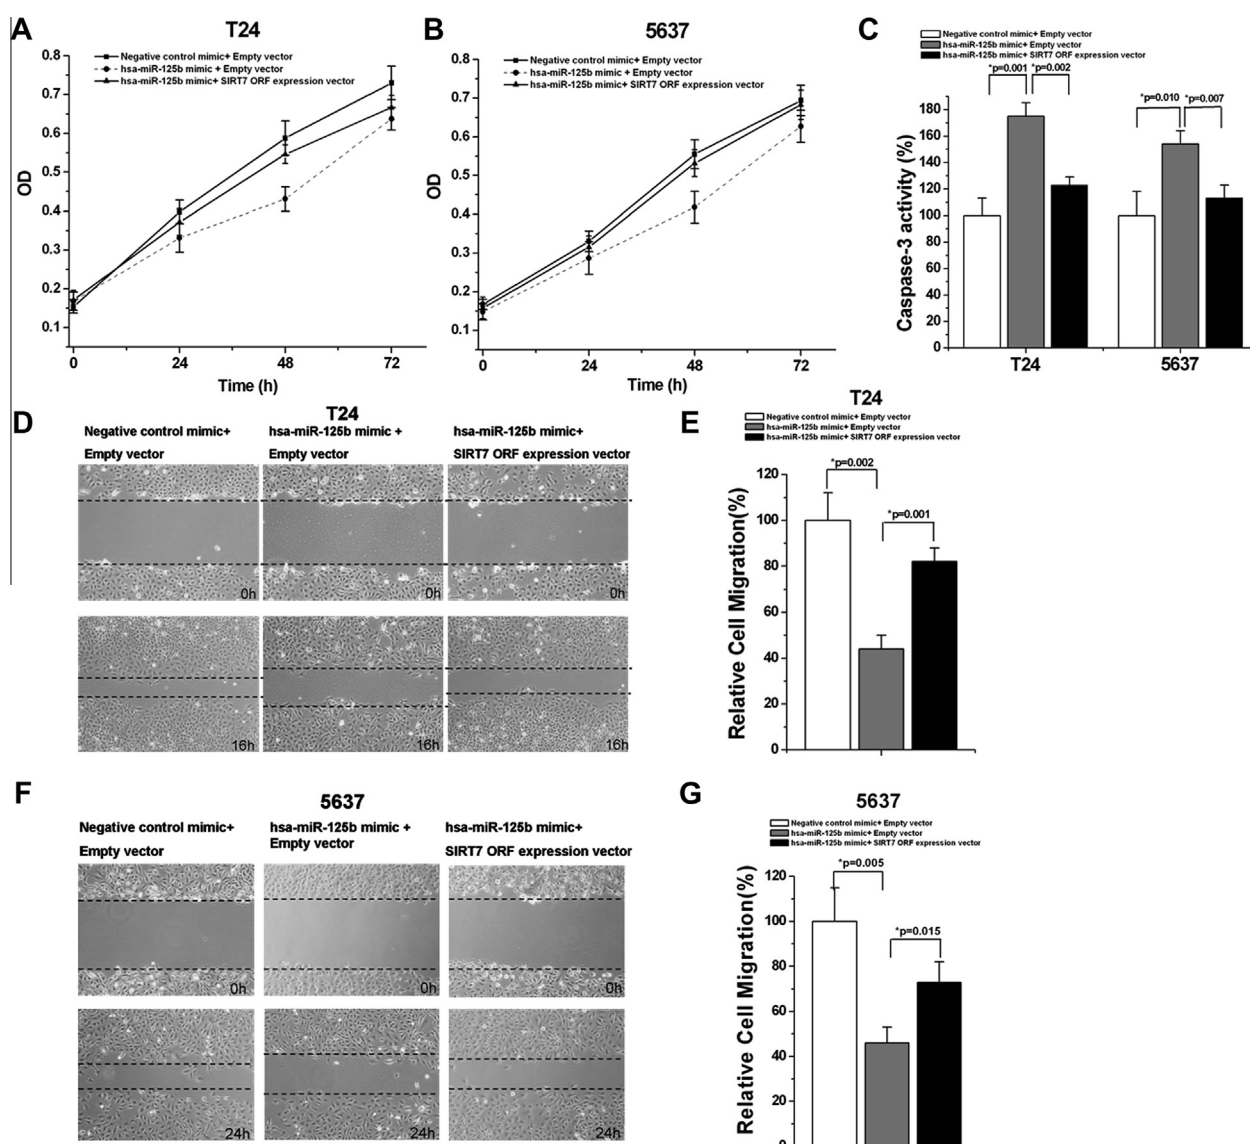 A
T24
Negative control mimic+ Empty vector
hsa-miR-125b mimic + Empty vector
hsa-miR-125b mimic+ SIRT7 ORF expression vector
0.8
0.7
0.6
0.5
0.4
0.3
0.2
0.1
OD
0 24 48 72
Time (h)
B
5637
Negative control mimic+ Empty vector
hsa-miR-125b mimic+ Empty vector
hsa-miR-125b mimic+ SIRT7 ORF expression vector
0.8
0.7
0.6
0.5
0.4
0.3
0.2
0.1
OD
0 24 48 72
Time (h)
C
Negative control mimic+ Empty vector
hsa-miR-125b mimic+ Empty vector
hsa-miR-125b mimic+ SIRT7 ORF expression vector
*p=0.001 *p=0.002
*p=0.010 *p=0.007
180
160
140
120
100
80
60
40
20
0
Caspase-3 activity (%)
T24 5637
D
T24
Negative control mimic+
Empty vector
hsa-miR-125b mimic +
Empty vector
hsa-miR-125b mimic+
SIRT7 ORF expression vector
0h 0h 0h
16h 16h 16h
E
T24
Negative control mimic+ Empty vector
hsa-miR-125b mimic+ Empty vector
hsa-miR-125b mimic+ SIRT7 ORF expression vector
*p=0.002
*p=0.001
120
100
80
60
40
20
0
Relative Cell Migration(%)
F
5637
Negative control mimic+
Empty vector
hsa-miR-125b mimic +
Empty vector
hsa-miR-125b mimic+
SIRT7 ORF expression vector
0h 0h 0h
24h 24h 24h
G
5637
Negative control mimic+ Empty vector
hsa-miR-125b mimic+ Empty vector
hsa-miR-125b mimic+ SIRT7 ORF expression vector
*p=0.005
*p=0.015
120
100
80
60
40
20
0
Relative Cell Migration(%)